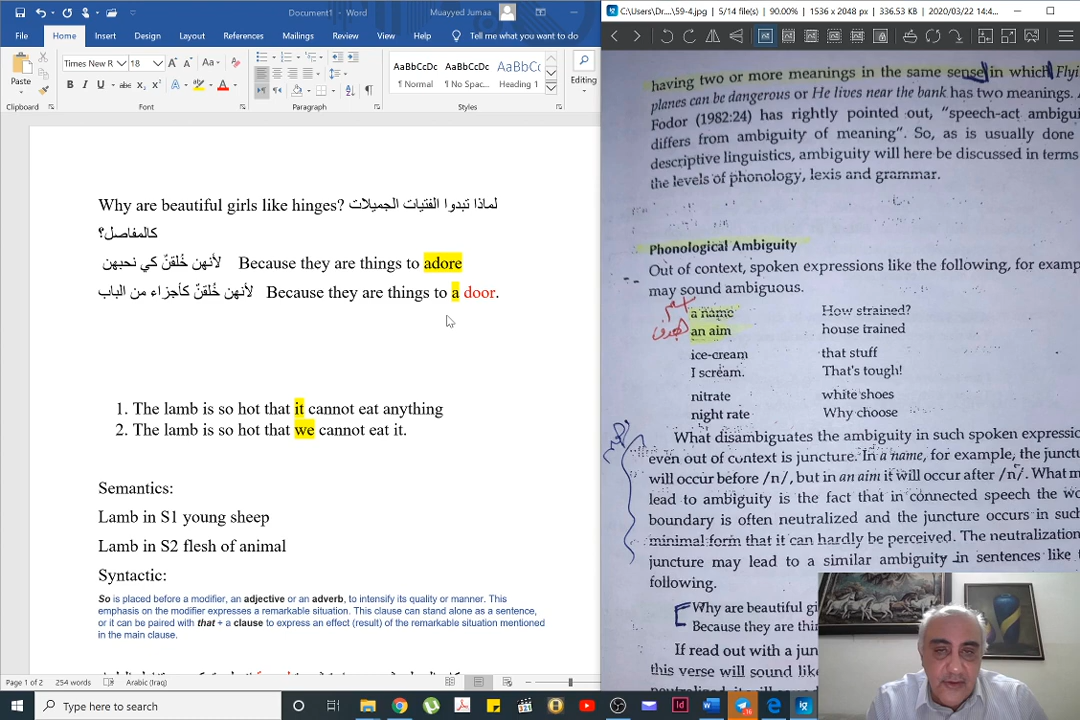 Document1 - Word
Muayyed Jumaa
File Home Insert Design Layout References Mailings Review View Help Tell me what you want to do
Times New R 18
Paste
Clipboard Font Paragraph Styles
AaBbCcDc AaBbCcDc AaBbC
¶ Normal ¶ No Spac... Heading 1
Editing
Why are beautiful girls like hinges? لماذا تبدوا الفتيات الجميلات
كالمفاصل؟
لأنهن خُلقنٌ كي نحبهن Because they are things to adore
لأنهن خُلقنٌ كأجزاء من الباب Because they are things to a door.
1. The lamb is so hot that it cannot eat anything
2. The lamb is so hot that we cannot eat it.
Semantics:
Lamb in S1 young sheep
Lamb in S2 flesh of animal
Syntactic:
So is placed before a modifier, an adjective or an adverb, to intensify its quality or manner. This
emphasis on the modifier expresses a remarkable situation. This clause can stand alone as a sentence,
or it can be paired with that + a clause to express an effect (result) of the remarkable situation mentioned
in the main clause.
Page 1 of 2 254 words Arabic (Iraq)
Type here to search
C:\Users\Dr....\59-4.jpg | 5/14 file(s) | 90.00% | 1536 x 2048 px | 336.53 KB | 2020/03/22 14:4...
having two or more meanings in the same sense in which Flyi
planes can be dangerous or He lives near the bank has two meanings.
Fodor (1982:24) has rightly pointed out, "speech-act ambigui
differs from ambiguity of meaning". So, as is usually done
descriptive linguistics, ambiguity will here be discussed in terms
the levels of phonology, lexis and grammar.
Phonological Ambiguity
Out of context, spoken expressions like the following, for examp
may sound ambiguous.
a name How strained?
an aim house trained
ice-cream that stuff
I scream. That's tough!
nitrate white shoes
night rate Why choose
What disambiguates the ambiguity in such spoken expressio
even out of context is juncture. In a name, for example, the junctu
will occur before /n/, but in an aim it will occur after /n/. What m
lead to ambiguity is the fact that in connected speech the wo
boundary is often neutralized and the juncture occurs in such
minimal form that it can hardly be perceived. The neutralization
juncture may lead to a similar ambiguity in sentences like t
following.
Why are beautiful gi
Because they are thin
If read out with a jun
this verse will sound like